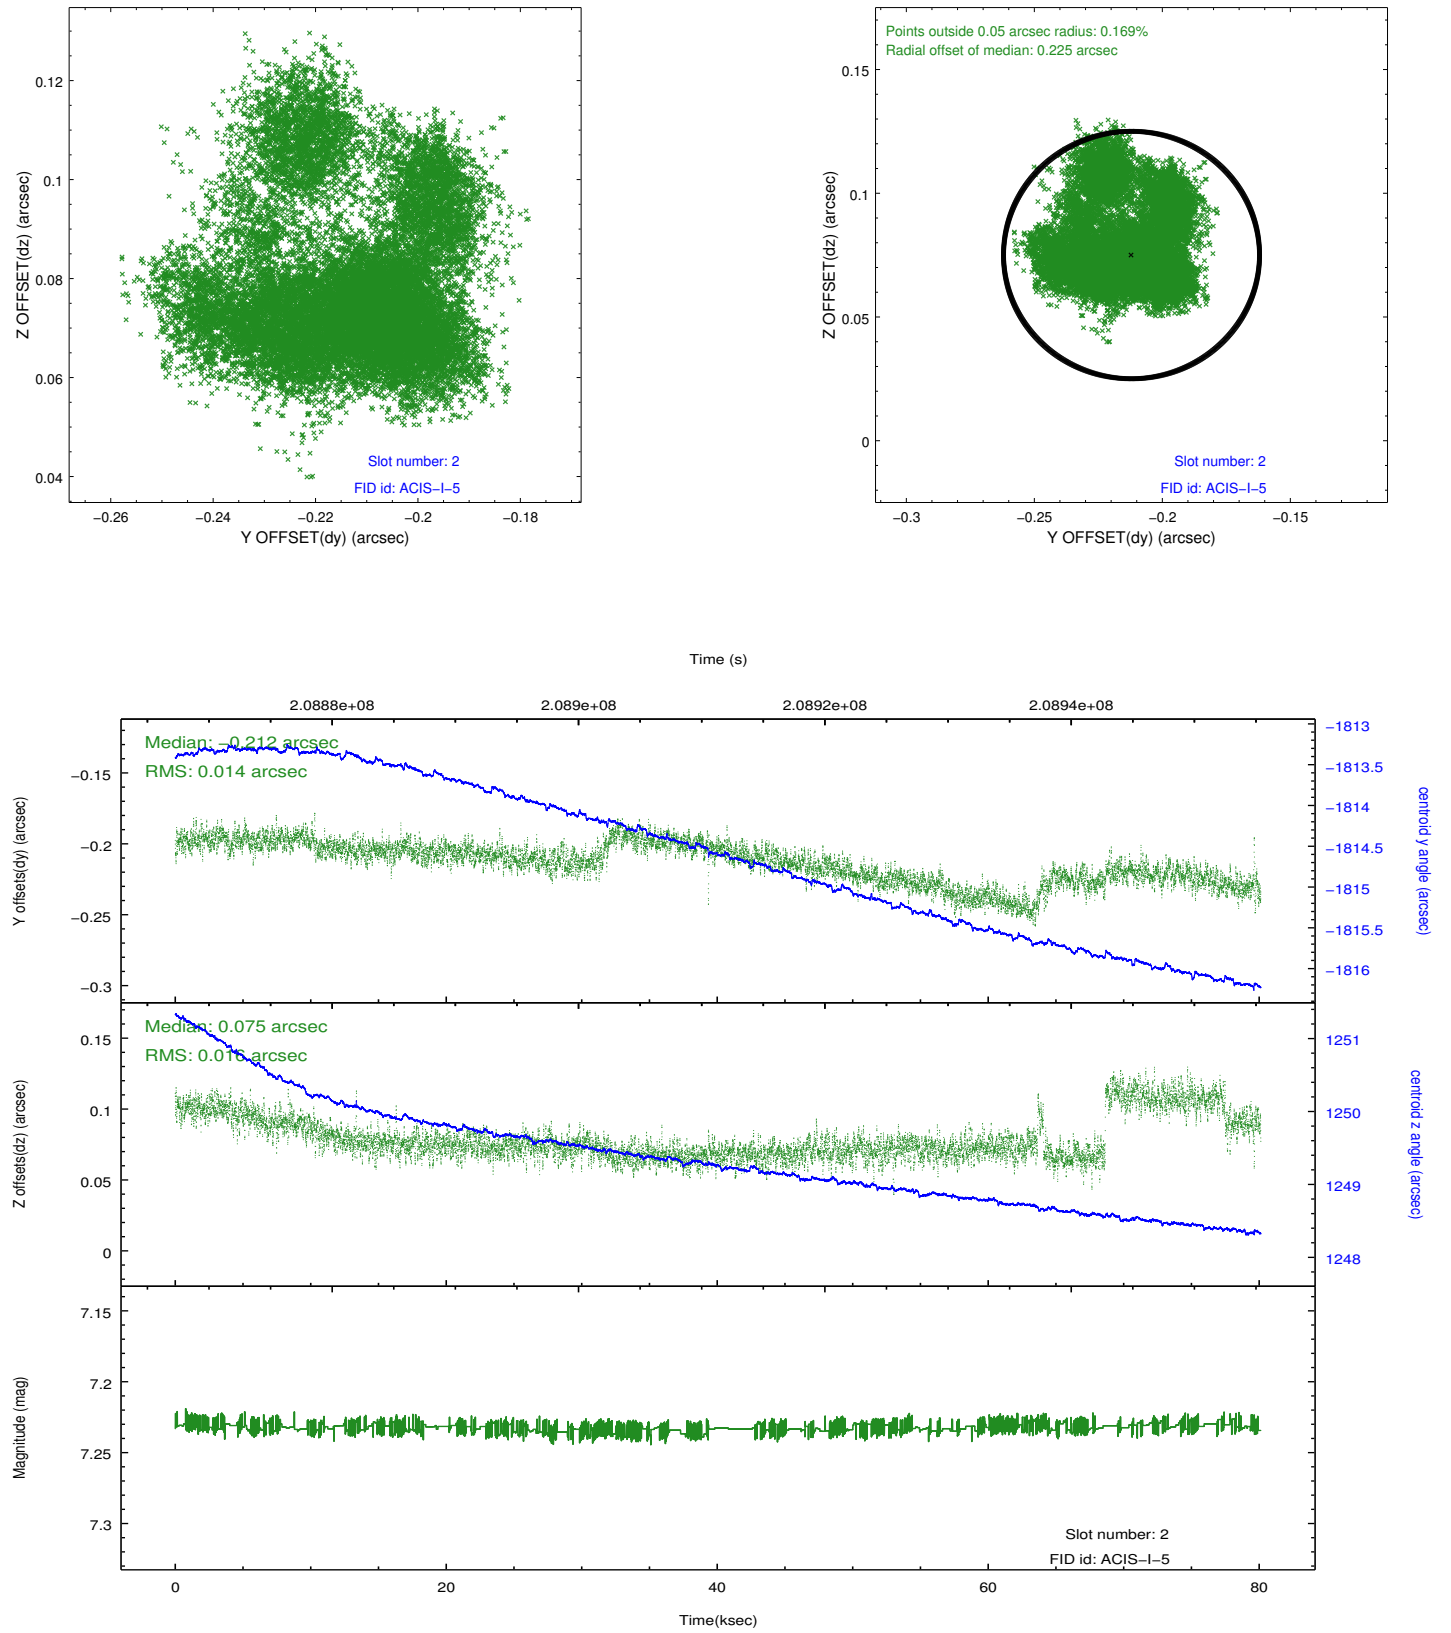 0.12
0.1
0.08
0.06
0.04
Z OFFSET(dz) (arcsec)
Slot number: 2
FID id: ACIS−I−5
−0.26
−0.24
−0.22
−0.2
−0.18
Y OFFSET(dy) (arcsec)
Points outside 0.05 arcsec radius: 0.169%
Radial offset of median: 0.225 arcsec
0.15
0.1
0.05
0
Z OFFSET(dz) (arcsec)
Slot number: 2
FID id: ACIS−I−5
−0.3
−0.25
−0.2
−0.15
Y OFFSET(dy) (arcsec)
Time (s)
2.0888e+08
2.089e+08
2.0892e+08
2.0894e+08
Median: −0.212 arcsec
RMS: 0.014 arcsec
−0.15
−0.2
−0.25
−0.3
Y offsets(dy) (arcsec)
−1813
−1813.5
−1814
−1814.5
−1815
−1815.5
−1816
centroid y angle (arcsec)
Median: 0.075 arcsec
RMS: 0.016 arcsec
0.15
0.1
0.05
0
Z offsets(dz) (arcsec)
1251
1250
1249
1248
centroid z angle (arcsec)
7.15
7.2
7.25
7.3
Magnitude (mag)
Slot number: 2
FID id: ACIS−I−5
0
20
40
60
80
Time(ksec)